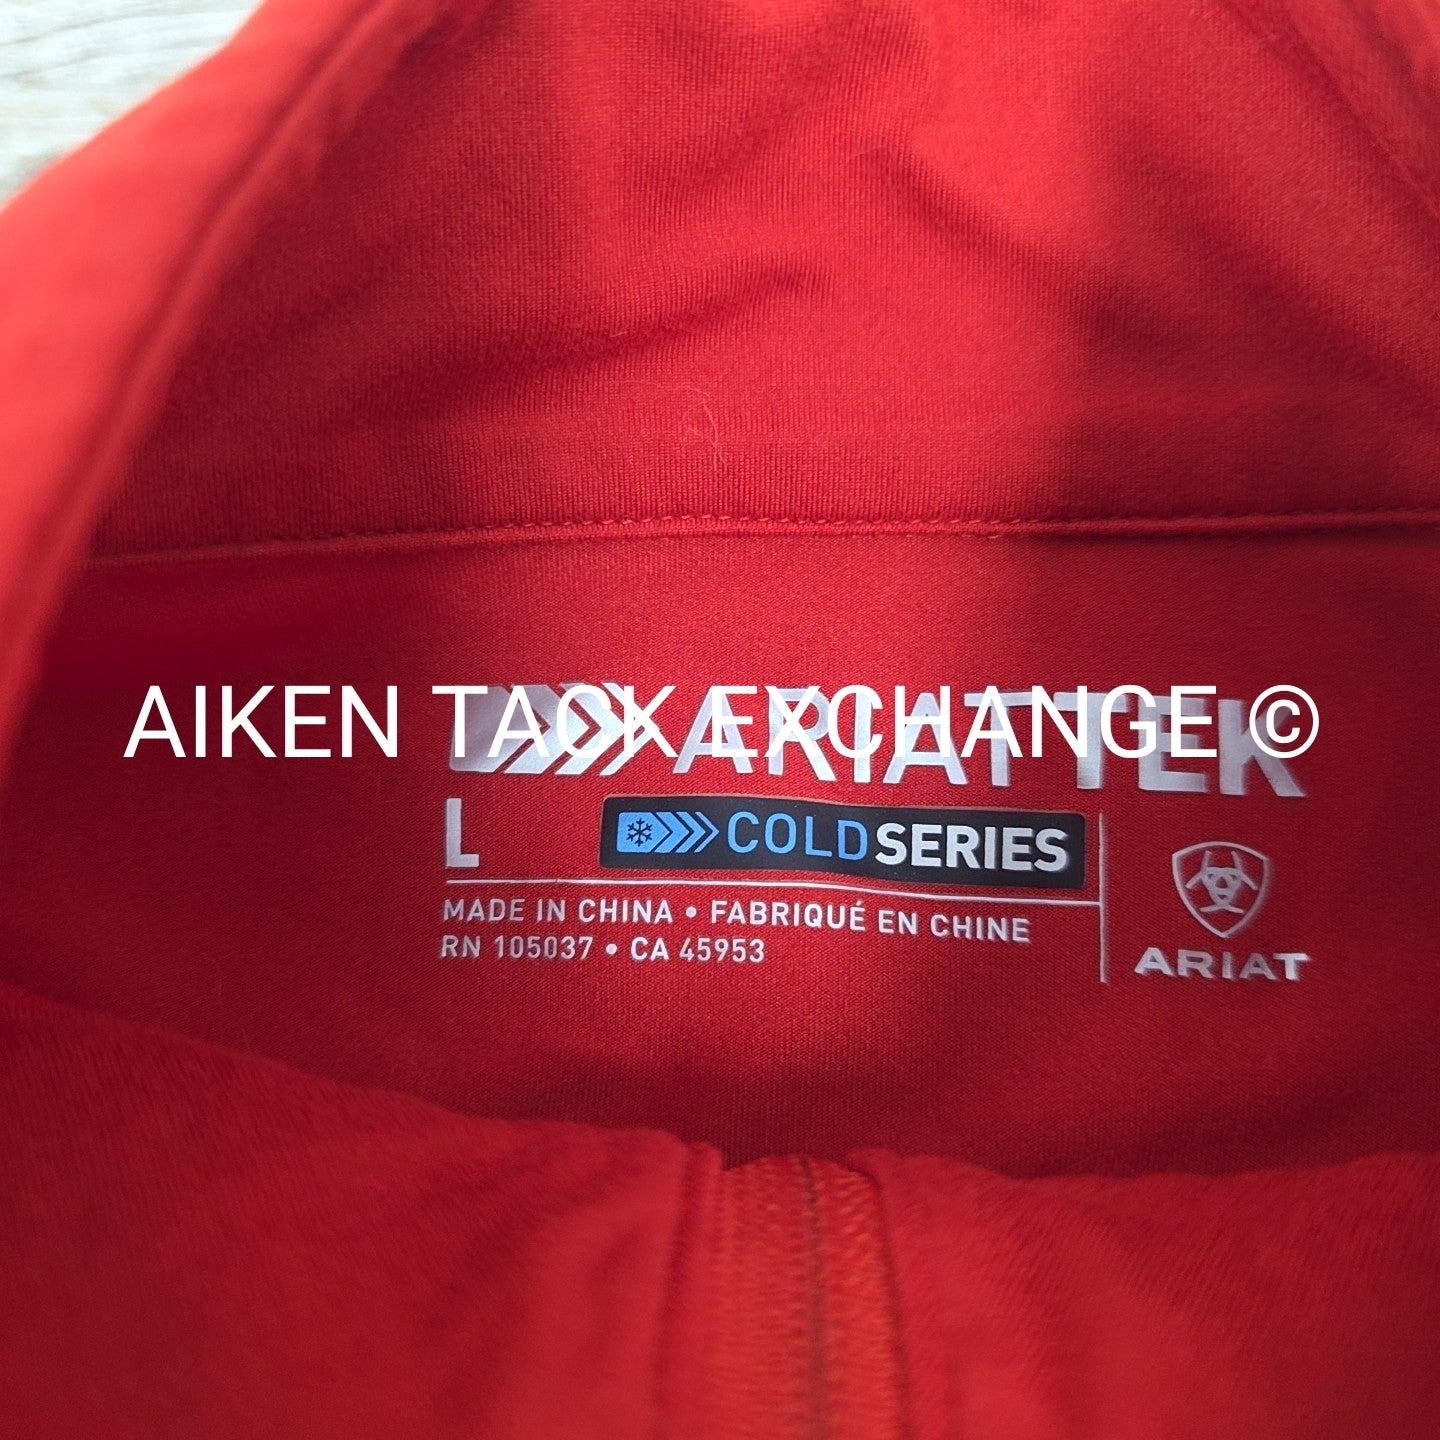 AIKEN TACK EXCHANGE ©
ARIATTEK
L
COLDSERIES
MADE IN CHINA • FABRIQUÉ EN CHINE
RN 105037 • CA 45953
ARIAT